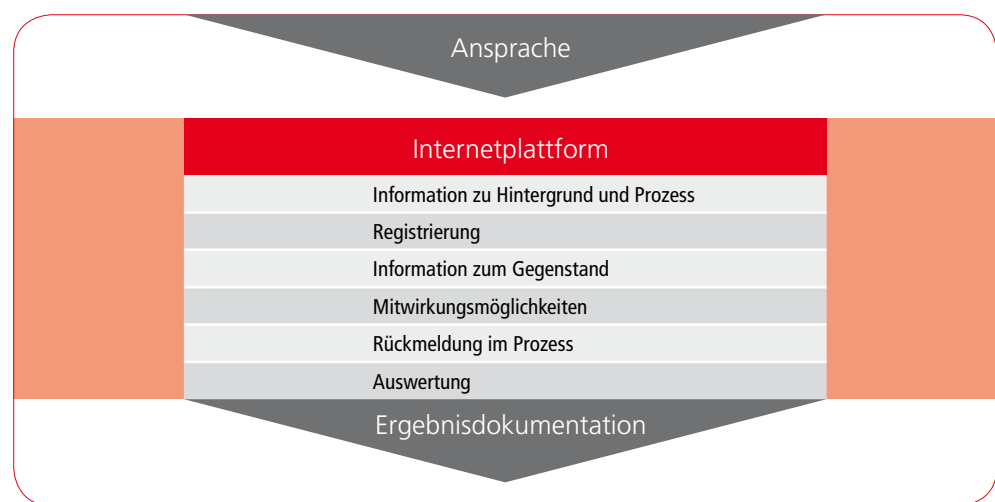 Ansprache
Internetplattform
Information zu Hintergrund und Prozess
Registrierung
Information zum Gegenstand
Mitwirkungsmöglichkeiten
Rückmeldung im Prozess
Auswertung
Ergebnisdokumentation